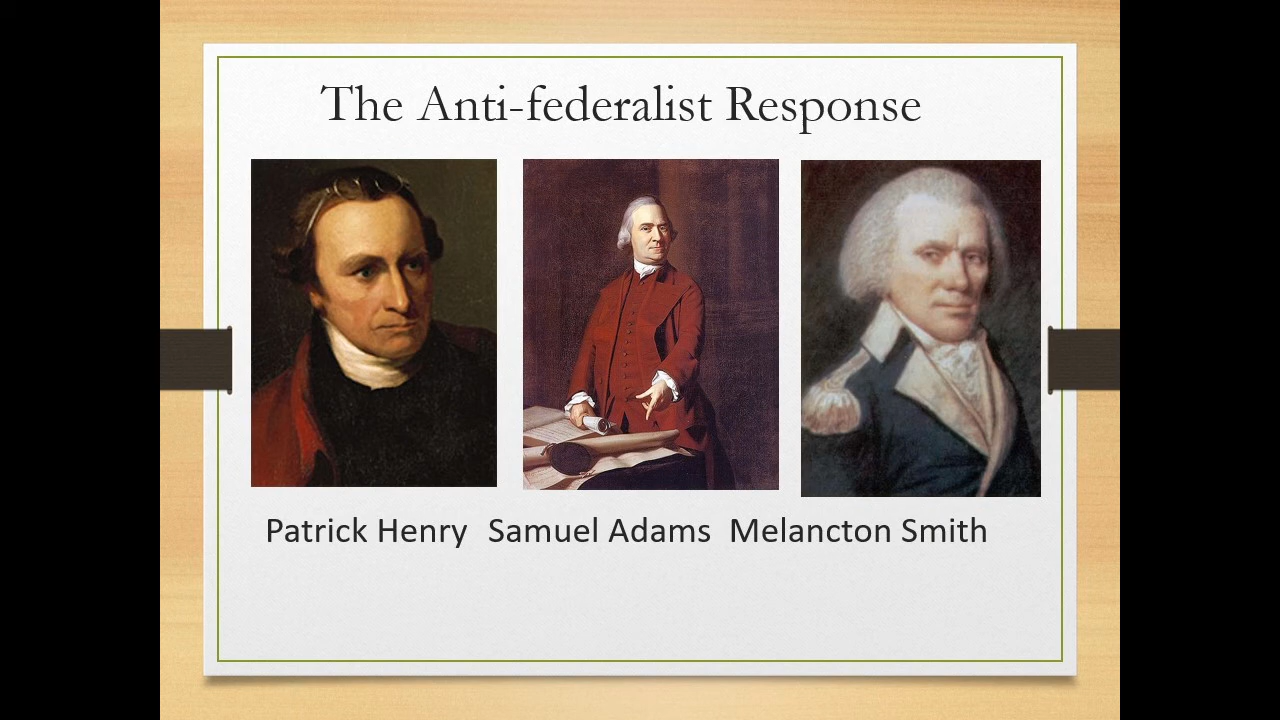 The Anti-federalist Response
Patrick Henry Samuel Adams Melancton Smith